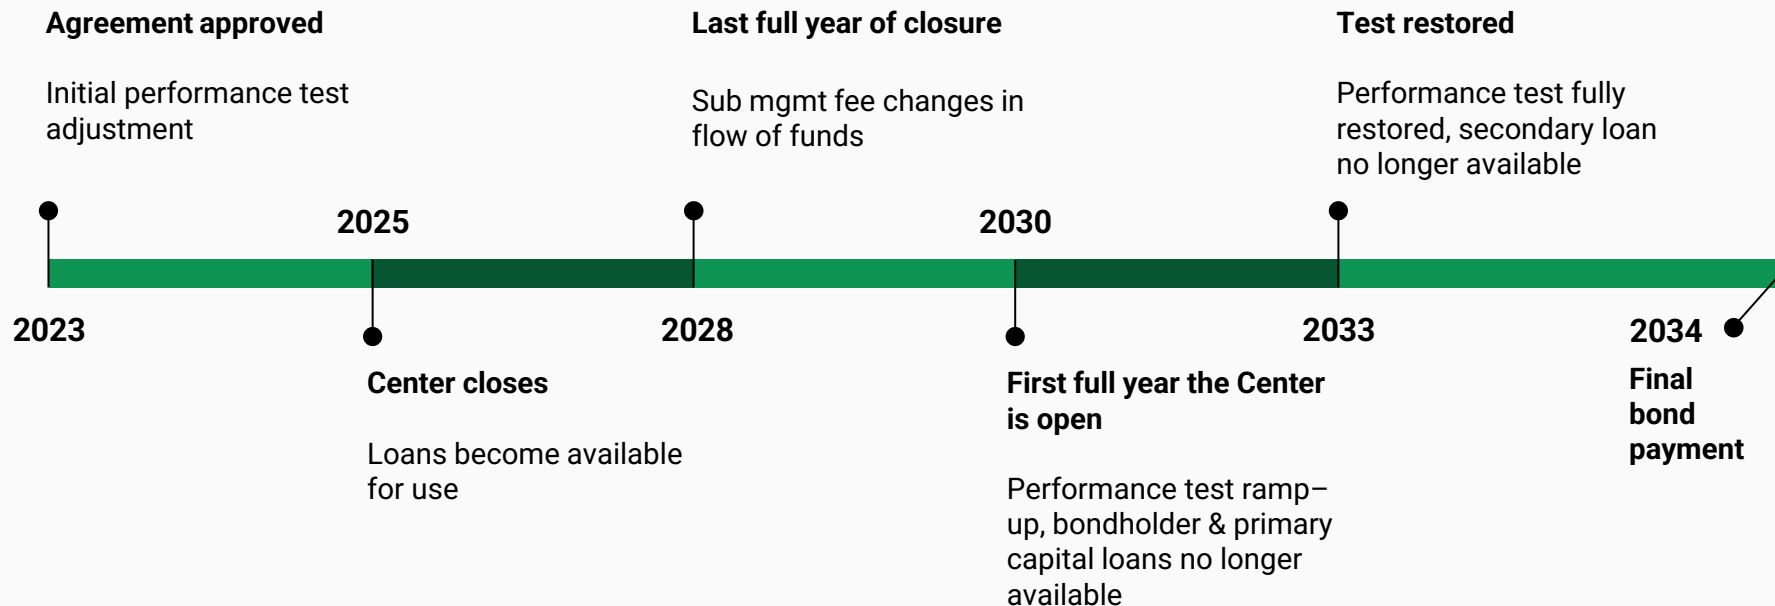 Agreement approved
Initial performance test
adjustment
2023
2025
Center closes
Loans become available
for use
Last full year of closure
Sub mgmt fee changes in
flow of funds
2028
2030
First full year the Center
is open
Performance test ramp–
up, bondholder & primary
capital loans no longer
available
Test restored
Performance test fully
restored, secondary loan
no longer available
2033
2034
Final
bond
payment